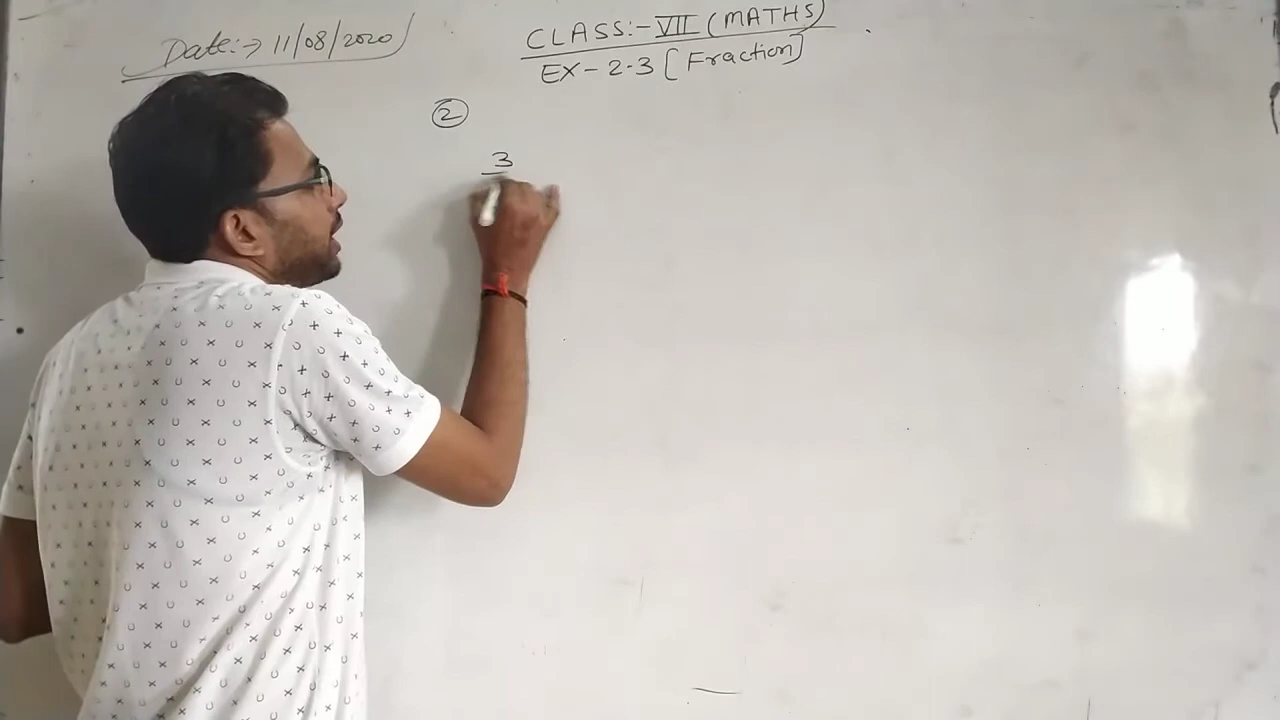 Date:→ 11/08/2020
CLASS:- VII (MATHS)
EX- 2.3 [Fraction]
②
3